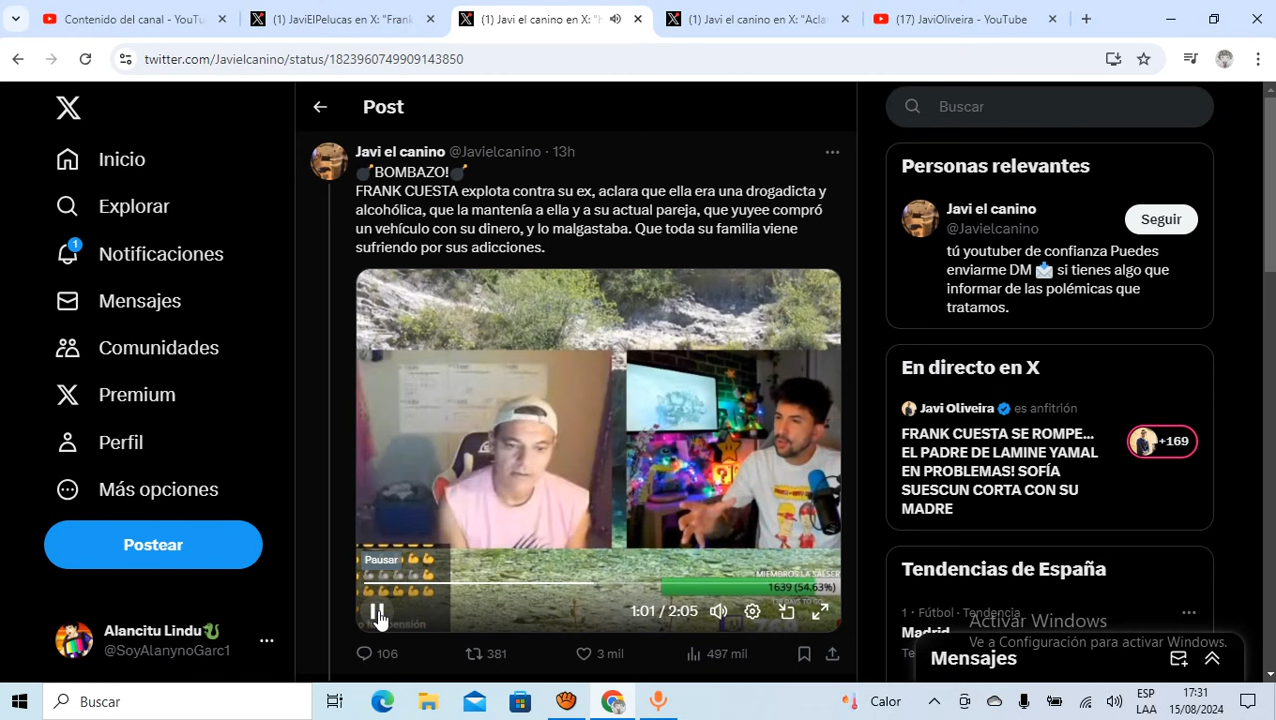 Contenido del canal - YouTu
(1) JaviElPelucas en X: "Frank
(1) Javi el canino en X: "
(1) Javi el canino en X: "Acla
(17) JaviOliveira - YouTube
twitter.com/Javielcanino/status/1823960749909143850
Inicio
Explorar
1
Notificaciones
Mensajes
Comunidades
Premium
Perfil
Más opciones
Postear
Alancitu Lindu🐉
@SoyAlanynoGarc1
Post
Javi el canino @Javielcanino · 13h
💣BOMBAZO!💣
FRANK CUESTA explota contra su ex, aclara que ella era una drogadicta y
alcohólica, que la mantenía a ella y a su actual pareja, que yuyee compró
un vehículo con su dinero, y lo malgastaba. Que toda su familia viene
sufriendo por sus adicciones.
Pausar
MIEMBROS LA SALSER
1639 (54.63%)
1:01 / 2:05
106
381
3 mil
497 mil
Buscar
Personas relevantes
Javi el canino
@Javielcanino
Seguir
tú youtuber de confianza Puedes
enviarme DM 📩 si tienes algo que
informar de las polémicas que
tratamos.
En directo en X
Javi Oliveira es anfitrión
FRANK CUESTA SE ROMPE...
EL PADRE DE LAMINE YAMAL
EN PROBLEMAS! SOFÍA
SUESCUN CORTA CON SU
MADRE
+169
Tendencias de España
1 · Fútbol · Tendencia
Activar Windows
Ve a Configuración para activar Windows.
Mensajes
Buscar
Calor
ESP
LAA
17:31
15/08/2024